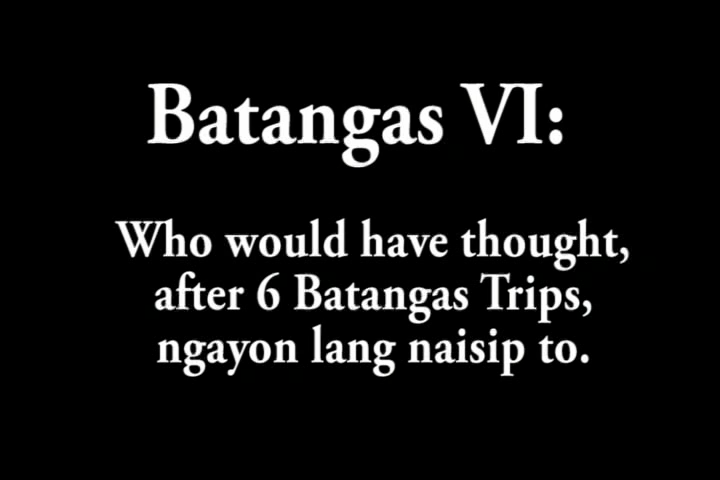 Batangas VI:
Who would have thought,
after 6 Batangas Trips,
ngayon lang naisip to.